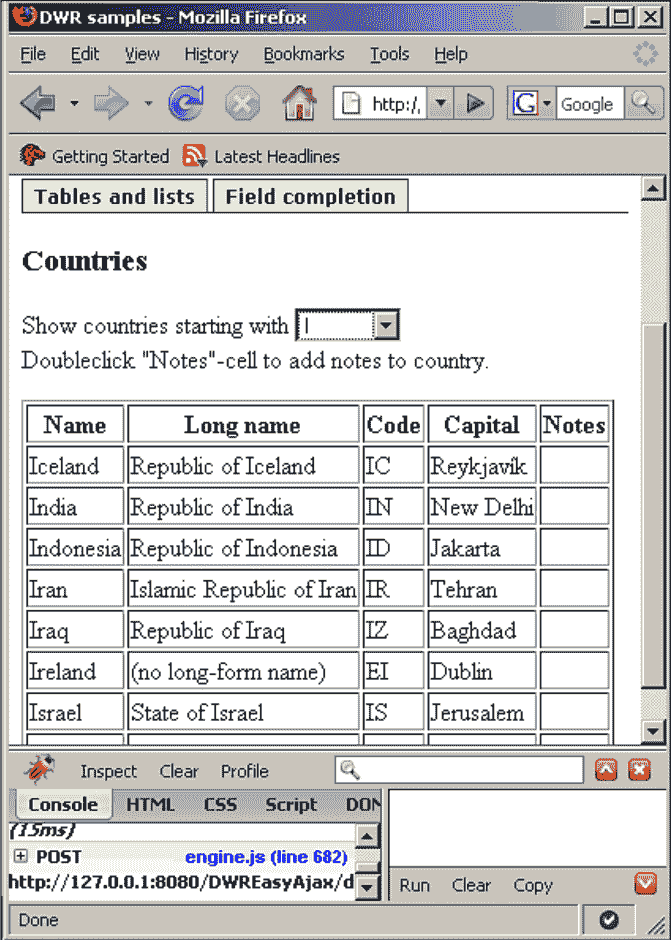 DWR samples - Mozilla Firefox
File Edit View History Bookmarks Tools Help
http:/, G Google
Getting Started Latest Headlines
Tables and lists Field completion
Countries
Show countries starting with I
Doubleclick "Notes"-cell to add notes to country.
Name Long name Code Capital Notes
Iceland Republic of Iceland IC Reykjavík
India Republic of India IN New Delhi
Indonesia Republic of Indonesia ID Jakarta
Iran Islamic Republic of Iran IR Tehran
Iraq Republic of Iraq IZ Baghdad
Ireland (no long-form name) EI Dublin
Israel State of Israel IS Jerusalem
Inspect Clear Profile
Console HTML CSS Script DON
(15ms)
POST engine.js (line 682)
http://127.0.0.1:8080/DWREasyAjax/d
Run Clear Copy
Done